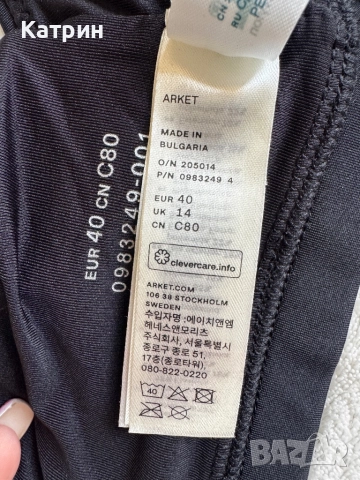 Катрин
RU C
ARKET
MADE IN
BULGARIA
O/N 205014
P/N 0983249 4
EUR 40
UK 14
CN C80
clevercare.info
ARKET.COM
106 38 STOCKHOLM
SWEDEN
수입자명 ; 에이치앤엠
헤네스앤모리츠
주식회사, 서울특별시
종로구 종로 51,
17층(종로타워),
080-822-0220
40
EUR 40 CN C80
0983249-001
BAZAR